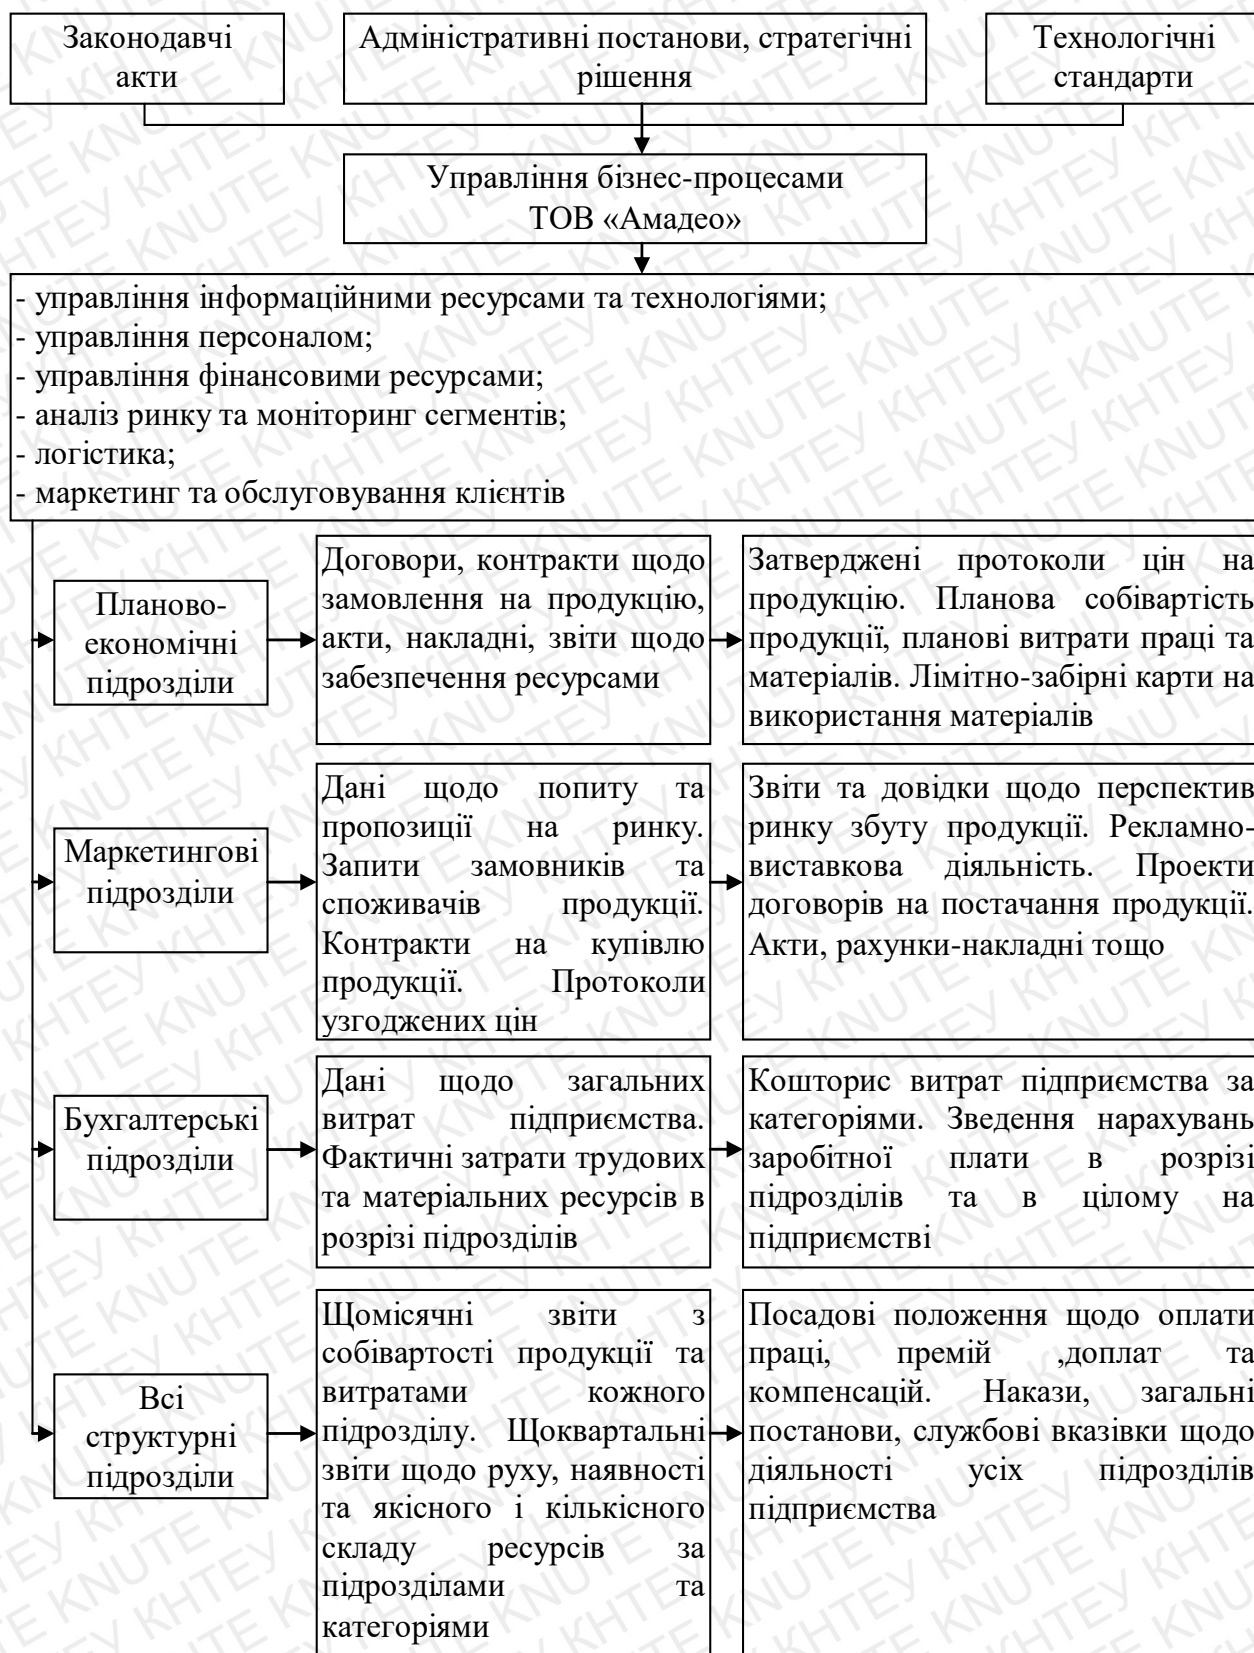 Законодавчі
акти
Адміністративні постанови, стратегічні
рішення
Технологічні
стандарти
Управління бізнес-процесами
ТОВ «Амадео»
- управління інформаційними ресурсами та технологіями;
- управління персоналом;
- управління фінансовими ресурсами;
- аналіз ринку та моніторинг сегментів;
- логістика;
- маркетинг та обслуговування клієнтів
Планово-
економічні
підрозділи
Договори, контракти щодо
замовлення на продукцію,
акти, накладні, звіти щодо
забезпечення ресурсами
Затверджені протоколи цін на
продукцію. Планова собівартість
продукції, планові витрати праці та
матеріалів. Лімітно-забірні карти на
використання матеріалів
Маркетингові
підрозділи
Дані щодо попиту та
пропозиції на ринку.
Запити замовників та
споживачів продукції.
Контракти на купівлю
продукції. Протоколи
узгоджених цін
Звіти та довідки щодо перспектив
ринку збуту продукції. Рекламно-
виставкова діяльність. Проекти
договорів на постачання продукції.
Акти, рахунки-накладні тощо
Бухгалтерські
підрозділи
Дані щодо загальних
витрат підприємства.
Фактичні затрати трудових
та матеріальних ресурсів в
розрізі підрозділів
Кошторис витрат підприємства за
категоріями. Зведення нарахувань
заробітної плати в розрізі
підрозділів та в цілому на
підприємстві
Всі
структурні
підрозділи
Щомісячні звіти з
собівартості продукції та
витратами кожного
підрозділу. Щоквартальні
звіти щодо руху, наявності
та якісного і кількісного
складу ресурсів за
підрозділами та
категоріями
Посадові положення щодо оплати
праці, премій ,доплат та
компенсацій. Накази, загальні
постанови, службові вказівки щодо
діяльності усіх підрозділів
підприємства